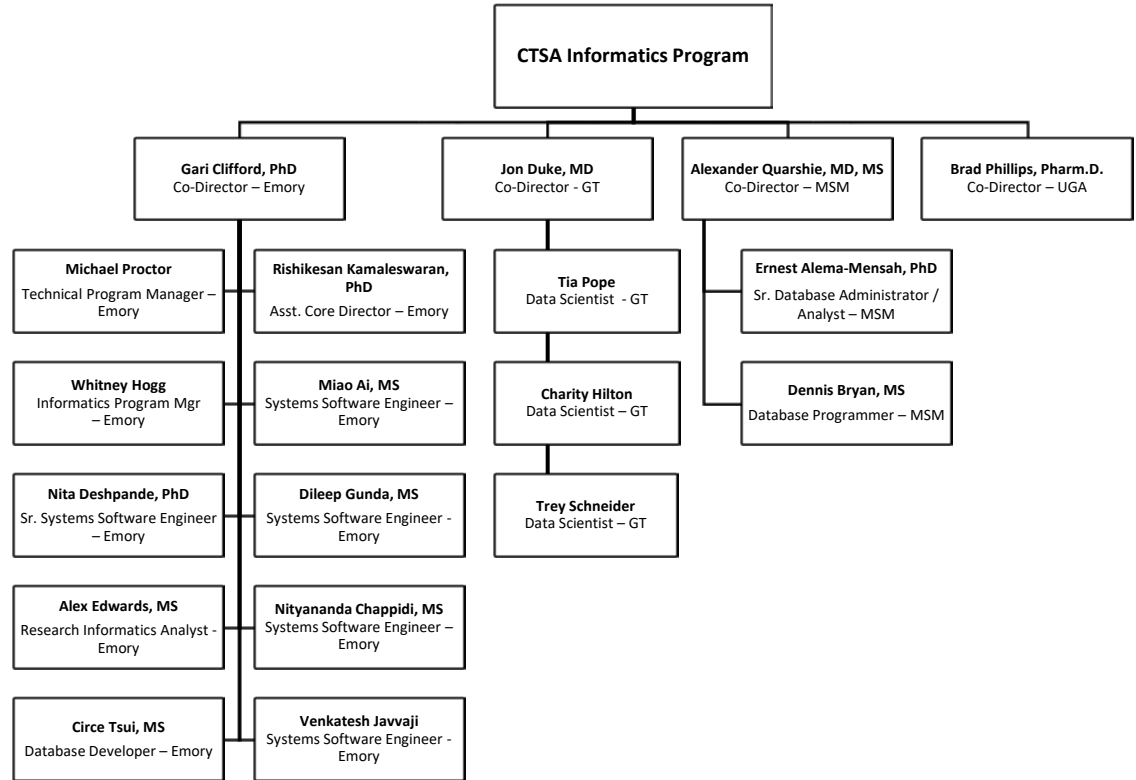 CTSA Informatics Program
Gari Clifford, PhD
Co-Director – Emory
Jon Duke, MD
Co-Director - GT
Alexander Quarshie, MD, MS
Co-Director – MSM
Brad Phillips, Pharm.D.
Co-Director – UGA
Michael Proctor
Technical Program Manager –
Emory
Rishikesan Kamaleswaran,
PhD
Asst. Core Director – Emory
Tia Pope
Data Scientist - GT
Ernest Alema-Mensah, PhD
Sr. Database Administrator /
Analyst – MSM
Whitney Hogg
Informatics Program Mgr
– Emory
Miao Ai, MS
Systems Software Engineer –
Emory
Charity Hilton
Data Scientist – GT
Dennis Bryan, MS
Database Programmer – MSM
Nita Deshpande, PhD
Sr. Systems Software Engineer
– Emory
Dileep Gunda, MS
Systems Software Engineer -
Emory
Trey Schneider
Data Scientist – GT
Alex Edwards, MS
Research Informatics Analyst -
Emory
Nityananda Chappidi, MS
Systems Software Engineer –
Emory
Circe Tsui, MS
Database Developer – Emory
Venkatesh Javvaji
Systems Software Engineer -
Emory